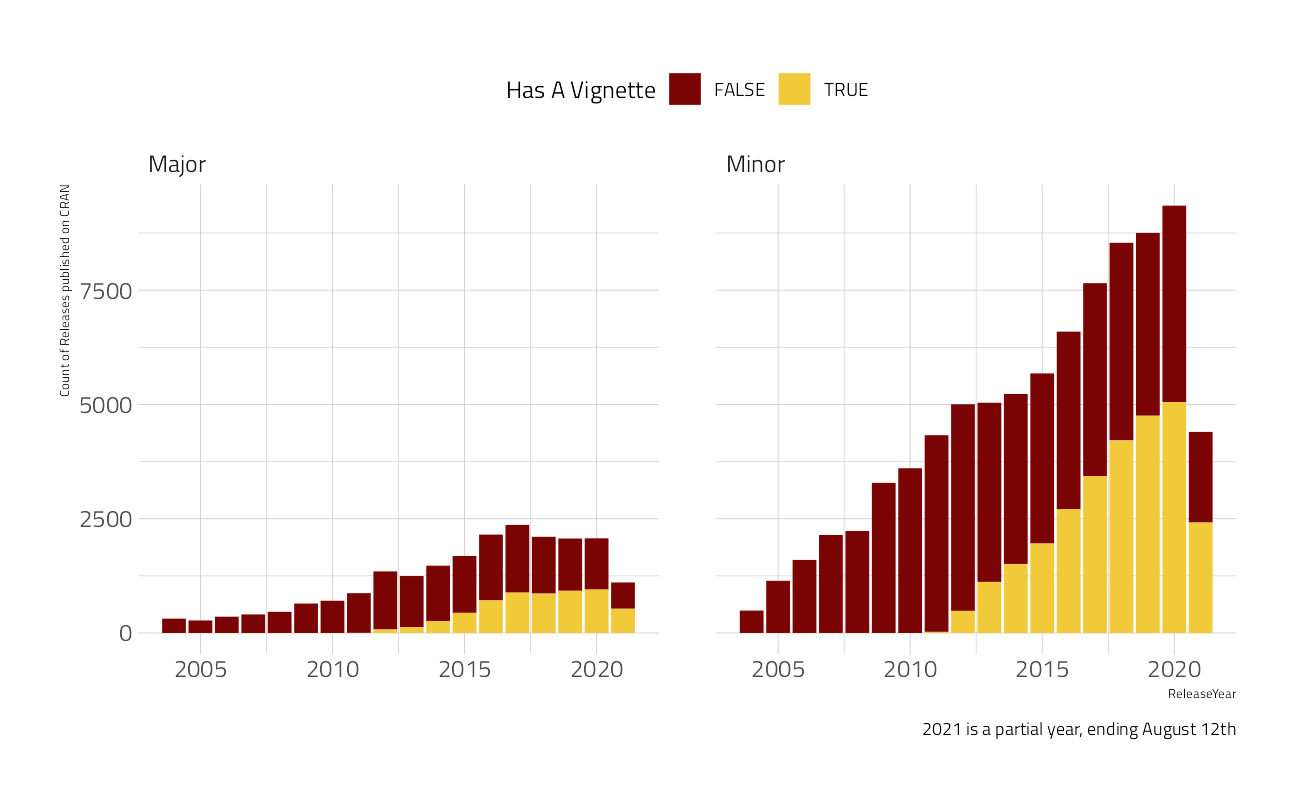 Has A Vignette FALSE TRUE
Major
Minor
Count of Releases published on CRAN
7500
5000
2500
0
2005 2010 2015 2020
2005 2010 2015 2020
ReleaseYear
2021 is a partial year, ending August 12th